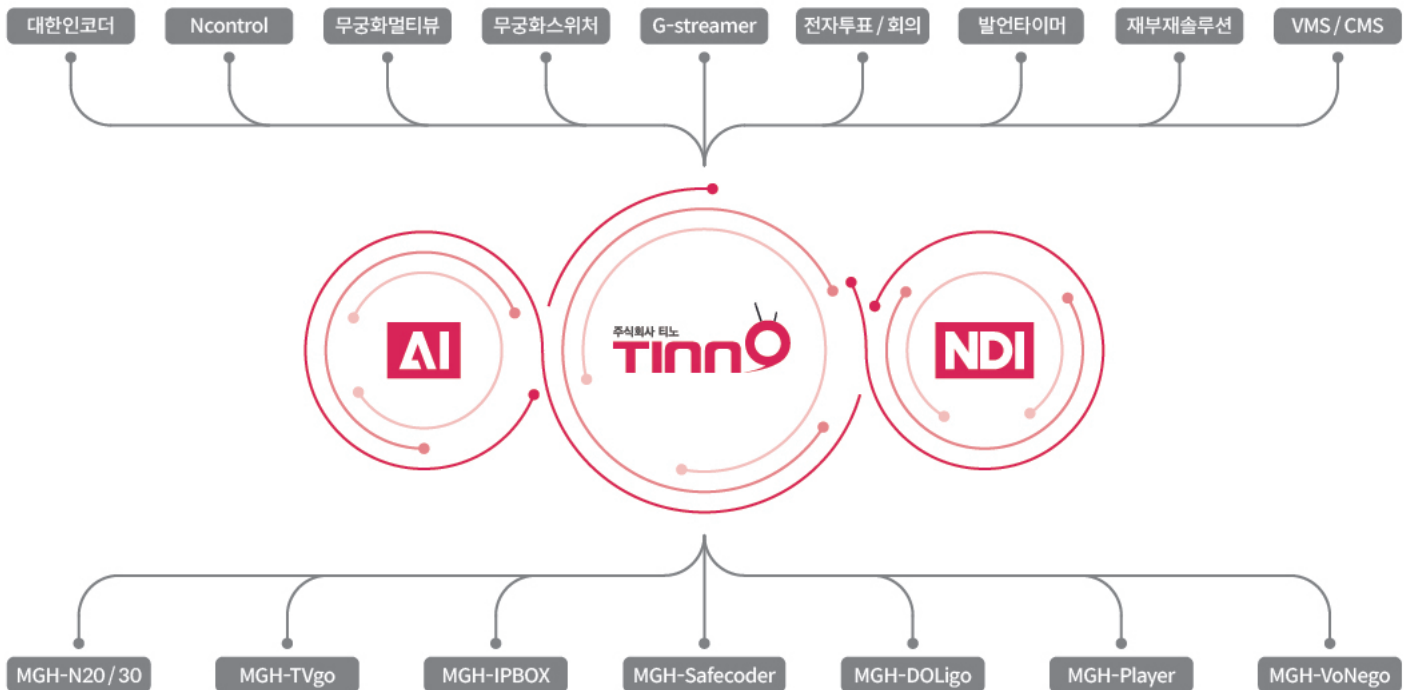 대한인코더
Ncontrol
무궁화멀티뷰
무궁화스위처
G-streamer
전자투표 / 회의
발언타이머
재부재솔루션
VMS / CMS
AI
주식회사 티노
TINNO
NDI
MGH-N20 / 30
MGH-TVgo
MGH-IPBOX
MGH-Safecoder
MGH-DOLigo
MGH-Player
MGH-VoNego